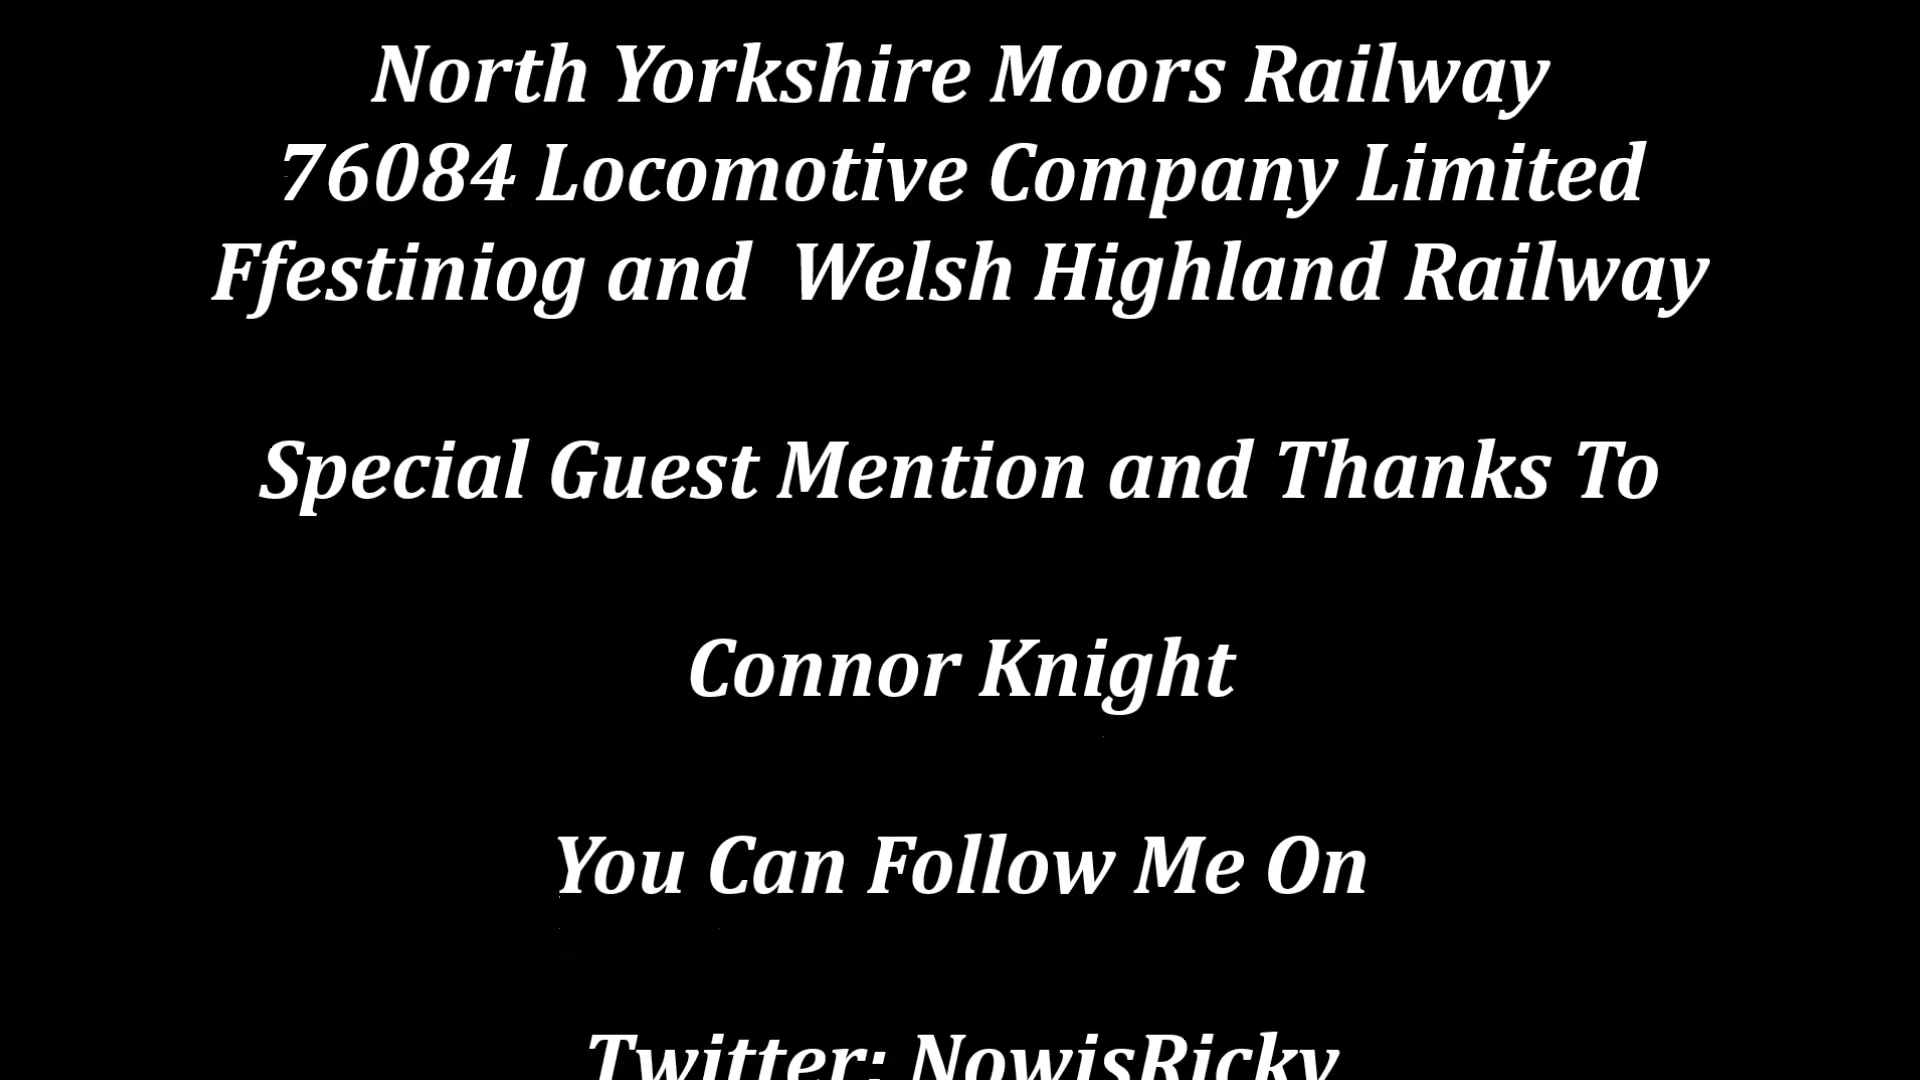 North Yorkshire Moors Railway
76084 Locomotive Company Limited
Ffestiniog and  Welsh Highland Railway
Special Guest Mention and Thanks To
Connor Knight
You Can Follow Me On
Twitter: NowisRicky